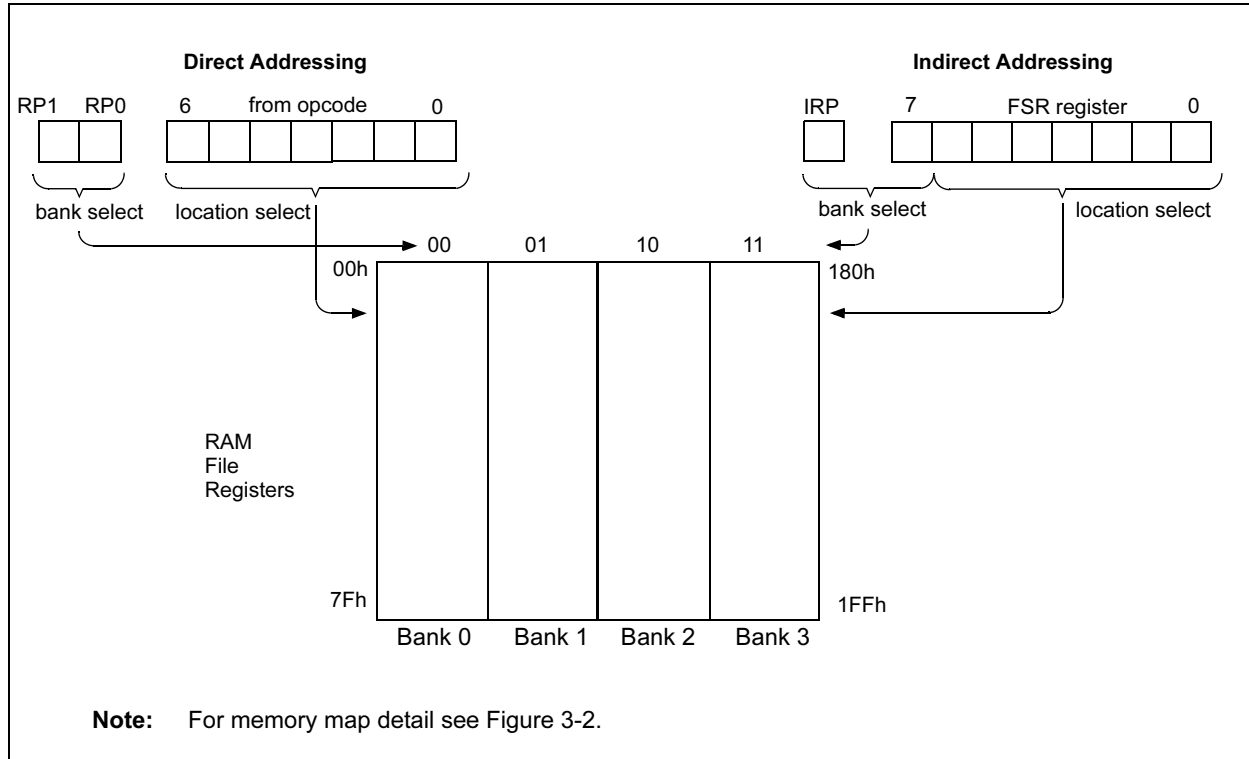 Direct Addressing
Indirect Addressing
RP1 RP0 6 from opcode 0
IRP 7 FSR register 0
bank select location select
bank select location select
00 01 10 11
00h 180h
RAM
File
Registers
7Fh 1FFh
Bank 0 Bank 1 Bank 2 Bank 3
Note: For memory map detail see Figure 3-2.